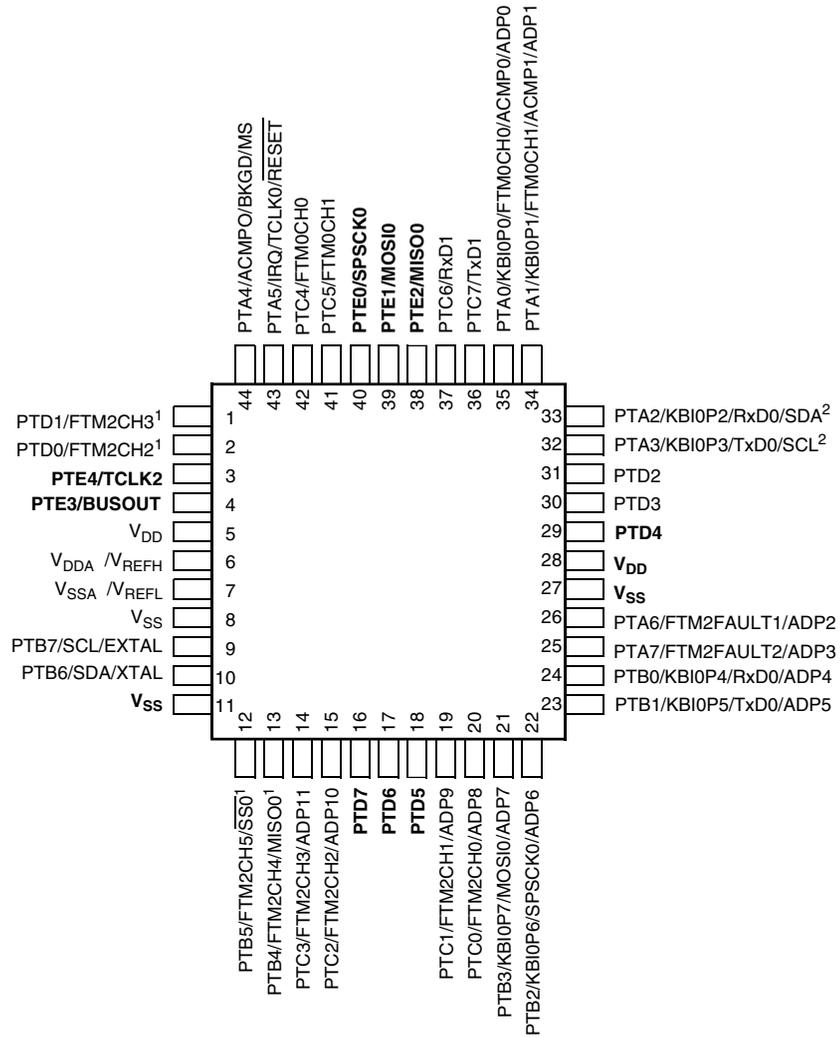 PTA4/ACMPO/BKGD/MS
PTA5/IRQ/TCLK0/RESET
PTC4/FTM0CH0
PTC5/FTM0CH1
PTE0/SPSCK0
PTE1/MOSI0
PTE2/MISO0
PTC6/RxD1
PTC7/TxD1
PTA0/KBI0P0/FTM0CH0/ACMP0/ADP0
PTA1/KBI0P1/FTM0CH1/ACMP1/ADP1
44
43
42
41
40
39
38
37
36
35
34
PTD1/FTM2CH3¹ 1
PTD0/FTM2CH2¹ 2
PTE4/TCLK2 3
PTE3/BUSOUT 4
VDD 5
VDDA /VREFH 6
VSSA /VREFL 7
VSS 8
PTB7/SCL/EXTAL 9
PTB6/SDA/XTAL 10
VSS 11
33 PTA2/KBI0P2/RxD0/SDA²
32 PTA3/KBI0P3/TxD0/SCL²
31 PTD2
30 PTD3
29 PTD4
28 VDD
27 VSS
26 PTA6/FTM2FAULT1/ADP2
25 PTA7/FTM2FAULT2/ADP3
24 PTB0/KBI0P4/RxD0/ADP4
23 PTB1/KBI0P5/TxD0/ADP5
12
13
14
15
16
17
18
19
20
21
22
PTB5/FTM2CH5/SS0¹
PTB4/FTM2CH4/MISO0¹
PTC3/FTM2CH3/ADP11
PTC2/FTM2CH2/ADP10
PTD7
PTD6
PTD5
PTC1/FTM2CH1/ADP9
PTC0/FTM2CH0/ADP8
PTB3/KBI0P7/MOSI0/ADP7
PTB2/KBI0P6/SPSCK0/ADP6